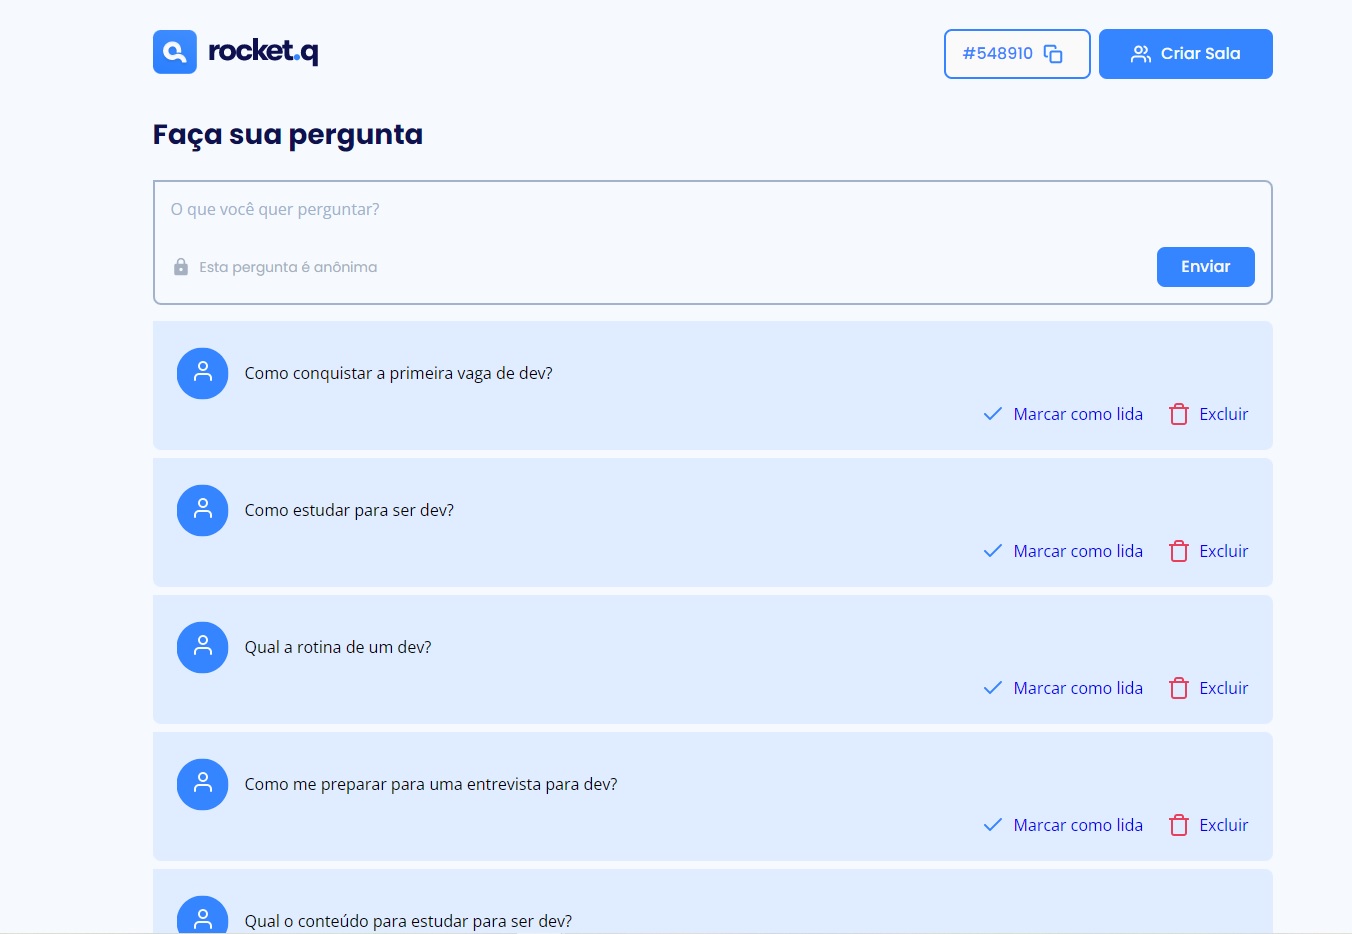 rocket.q
#548910
Criar Sala
Faça sua pergunta
O que você quer perguntar?
Esta pergunta é anônima
Enviar
Como conquistar a primeira vaga de dev?
Marcar como lida
Excluir
Como estudar para ser dev?
Marcar como lida
Excluir
Qual a rotina de um dev?
Marcar como lida
Excluir
Como me preparar para uma entrevista para dev?
Marcar como lida
Excluir
Qual o conteúdo para estudar para ser dev?